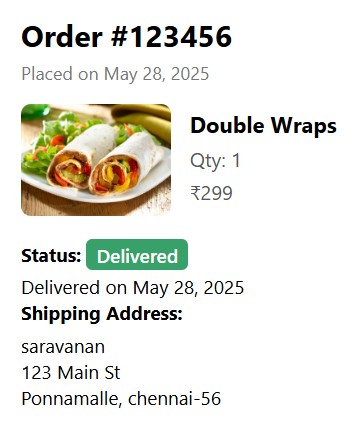 Order #123456
Placed on May 28, 2025
Double Wraps
Qty: 1
₹299
Status: Delivered
Delivered on May 28, 2025
Shipping Address:
saravanan
123 Main St
Ponnamalle, chennai-56